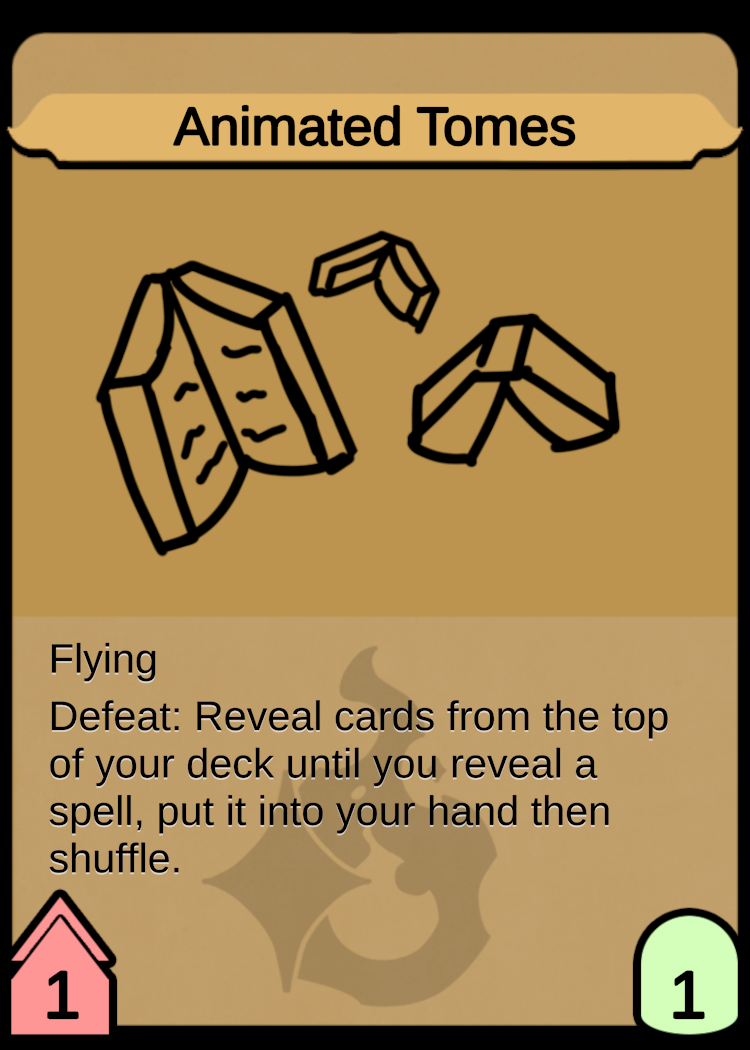 Animated Tomes
Flying
Defeat: Reveal cards from the top
of your deck until you reveal a
spell, put it into your hand then
shuffle.
1
1